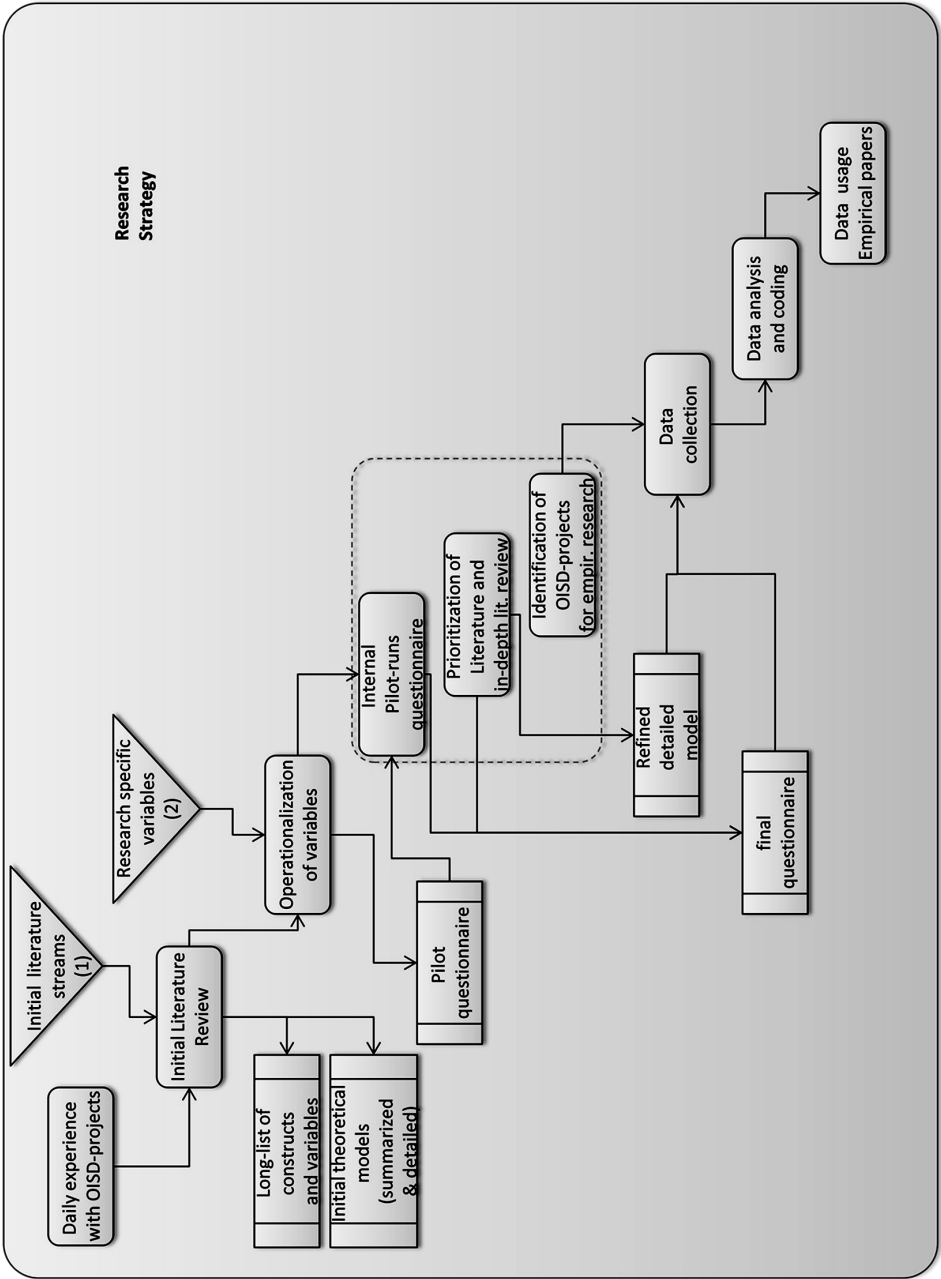 Research
Strategy
Initial literature
streams
(1)
Research specific
variables
(2)
Daily experience
with OISD-projects
Initial Literature
Review
Operationalization
of variables
Long-list of
constructs
and variables
Initial theoretical
models
(summarized
& detailed)
Pilot
questionnaire
Internal
Pilot-runs
questionnaire
Prioritization of
Literature and
in-depth lit. review
Identification of
OISD-projects
for empir. research
Refined
detailed
model
final
questionnaire
Data
collection
Data analysis
and coding
Data usage
Empirical papers